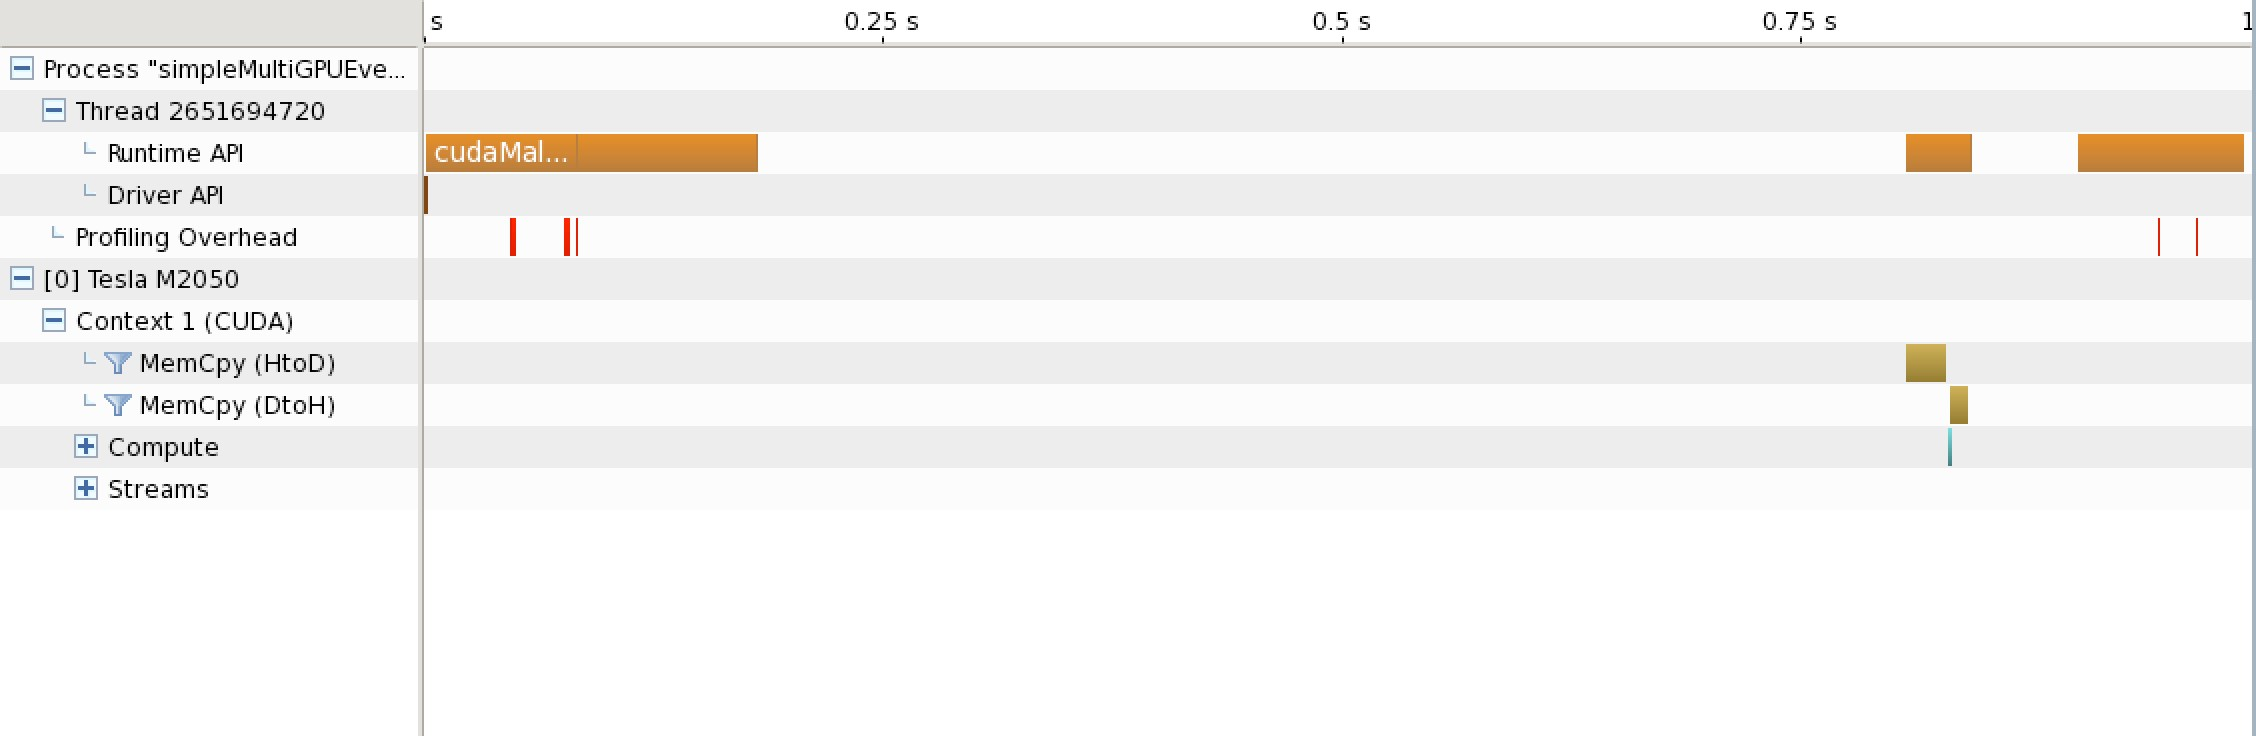 s 0.25 s 0.5 s 0.75 s 1
Process "simpleMultiGPUEve...
Thread 2651694720
Runtime API cudaMal...
Driver API
Profiling Overhead
[0] Tesla M2050
Context 1 (CUDA)
MemCpy (HtoD)
MemCpy (DtoH)
Compute
Streams